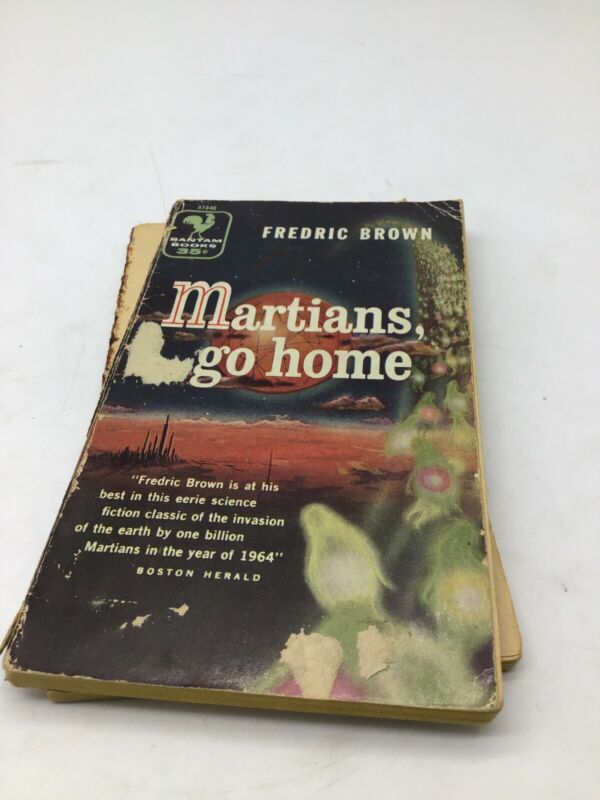 A1546
BANTAM
BOOKS
35¢
FREDRIC BROWN
Martians,
go home
"Fredric Brown is at his
best in this eerie science
fiction classic of the invasion
of the earth by one billion
Martians in the year of 1964"
BOSTON HERALD